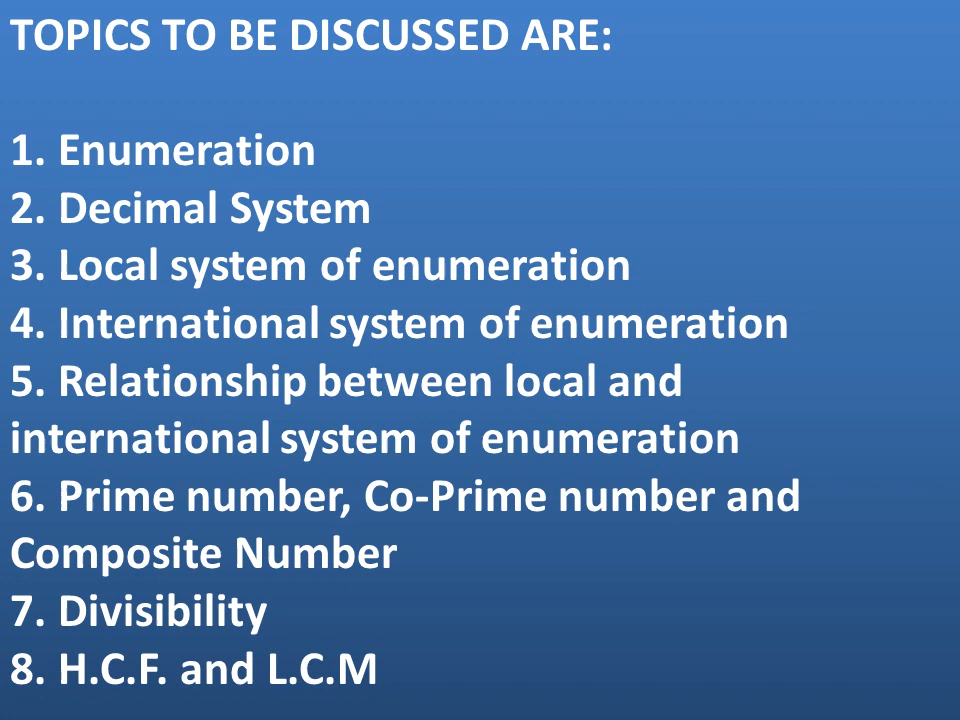 TOPICS TO BE DISCUSSED ARE:
1. Enumeration
2. Decimal System
3. Local system of enumeration
4. International system of enumeration
5. Relationship between local and
international system of enumeration
6. Prime number, Co-Prime number and
Composite Number
7. Divisibility
8. H.C.F. and L.C.M